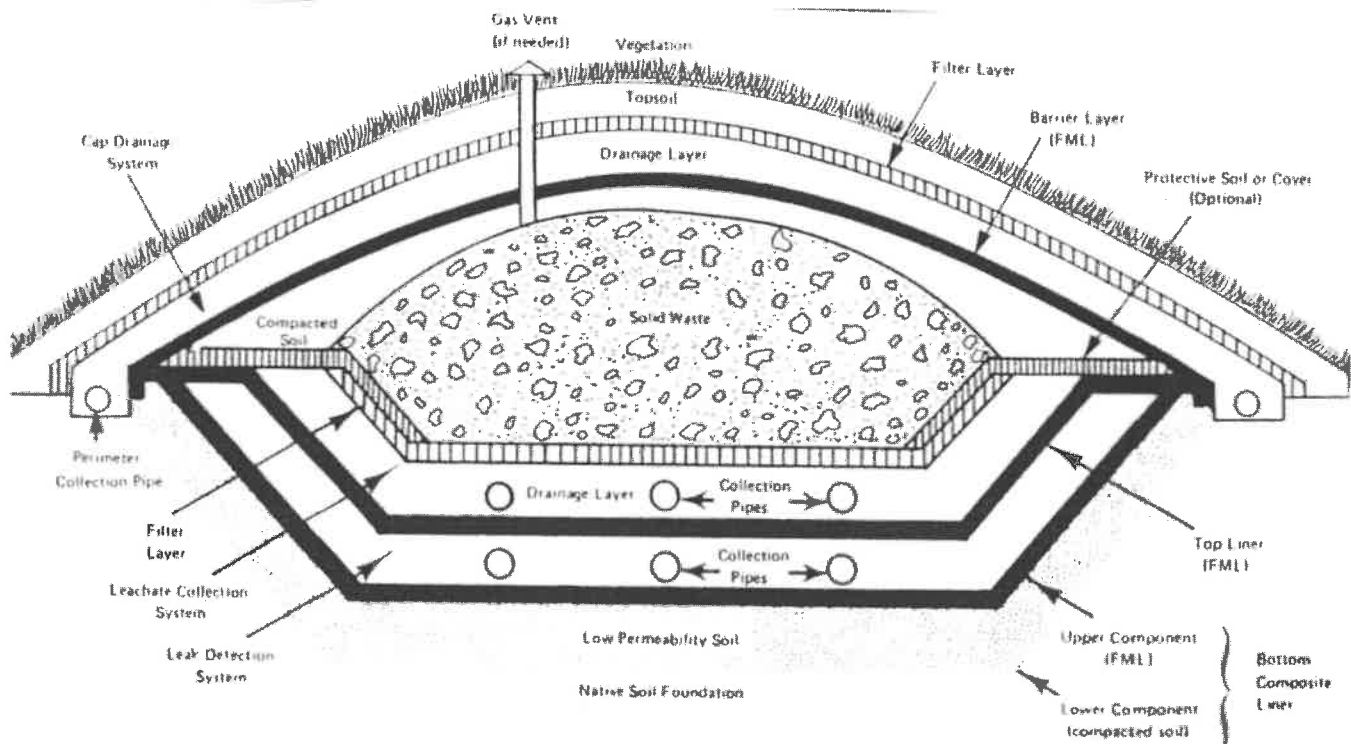 Gas Vent
(if needed)
Vegetation
Filter Layer
Topsoil
Barrier Layer
(FML)
Cap Drainage
System
Drainage Layer
Protective Soil or Cover
(Optional)
Compacted
Soil
Solid Waste
Perimeter
Collection Pipe
Drainage Layer
Collection
Pipes
Filter
Layer
Top Liner
(FML)
Collection
Pipes
Leachate Collection
System
Low Permeability Soil
Upper Component
(FML)
Leak Detection
System
Bottom
Composite
Liner
Native Soil Foundation
Lower Component
(compacted soil)